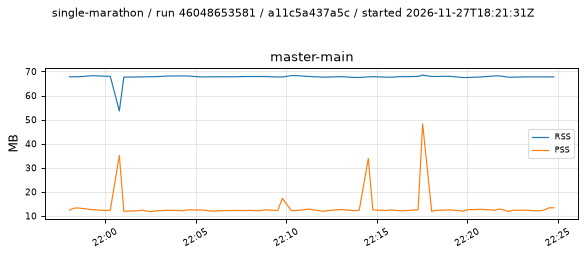 single-marathon / run 46048653581 / a11c5a437a5c / started 2026-11-27T18:21:31Z
master-main
MB
70
60
50
40
30
20
10
RSS
PSS
22:00
22:05
22:10
22:15
22:20
22:25